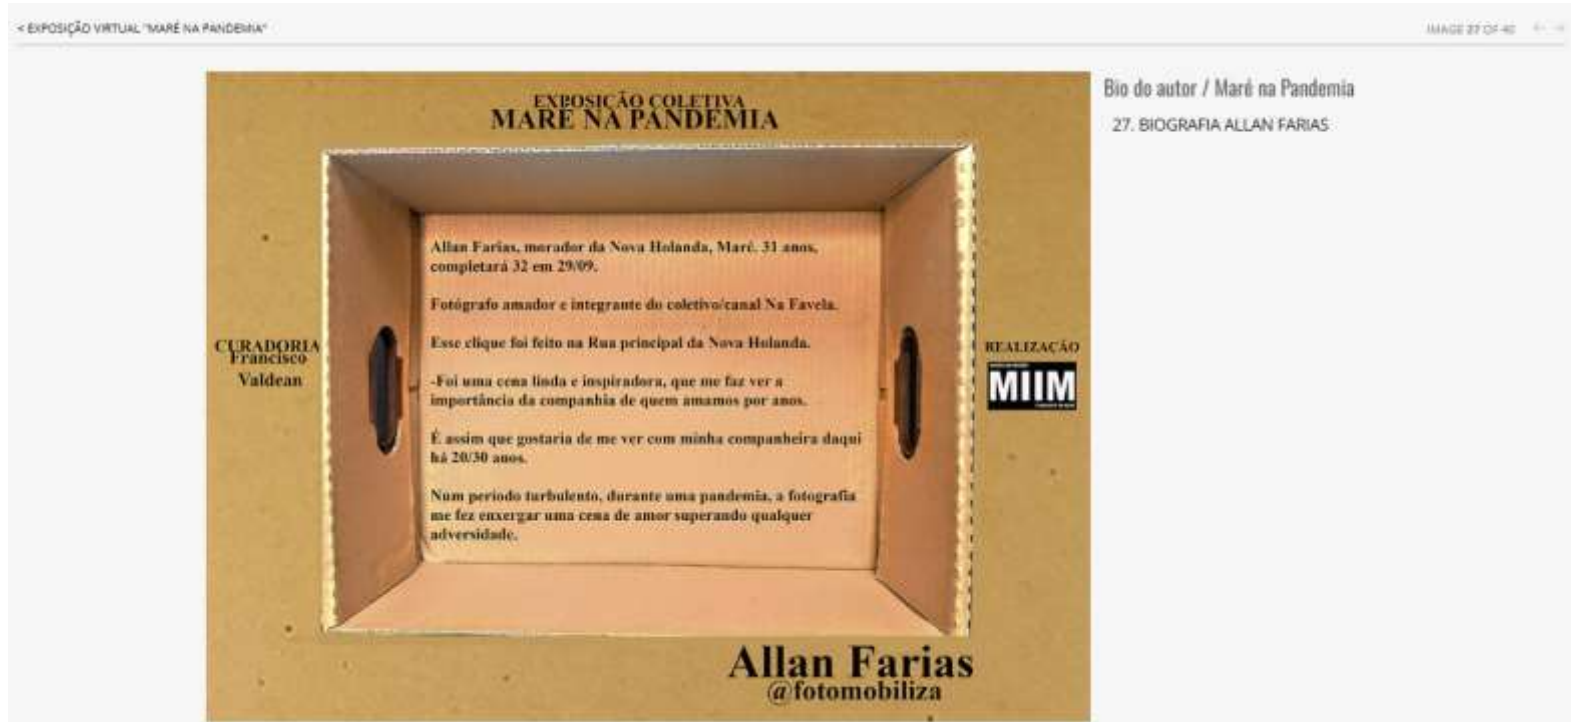 < EXPOSIÇÃO VIRTUAL "MARÉ NA PANDEMIA"
IMAGE 27 OF 40
EXPOSIÇÃO COLETIVA
MARÉ NA PANDEMIA
Bio do autor / Maré na Pandemia
27. BIOGRAFIA ALLAN FARIAS
Allan Farias, morador da Nova Holanda, Maré. 31 anos,
completará 32 em 29/09.
Fotógrafo amador e integrante do coletivo/canal Na Favela.
Esse clique foi feito na Rua principal da Nova Holanda.
-Foi uma cena linda e inspiradora, que me faz ver a
importância da companhia de quem amamos por anos.
É assim que gostaria de me ver com minha companheira daqui
há 20/30 anos.
Num período turbulento, durante uma pandemia, a fotografia
me fez enxergar uma cena de amor superando qualquer
adversidade.
CURADORIA
Francisco
Valdean
REALIZAÇÃO
MIIM
Allan Farias
@fotomobiliza